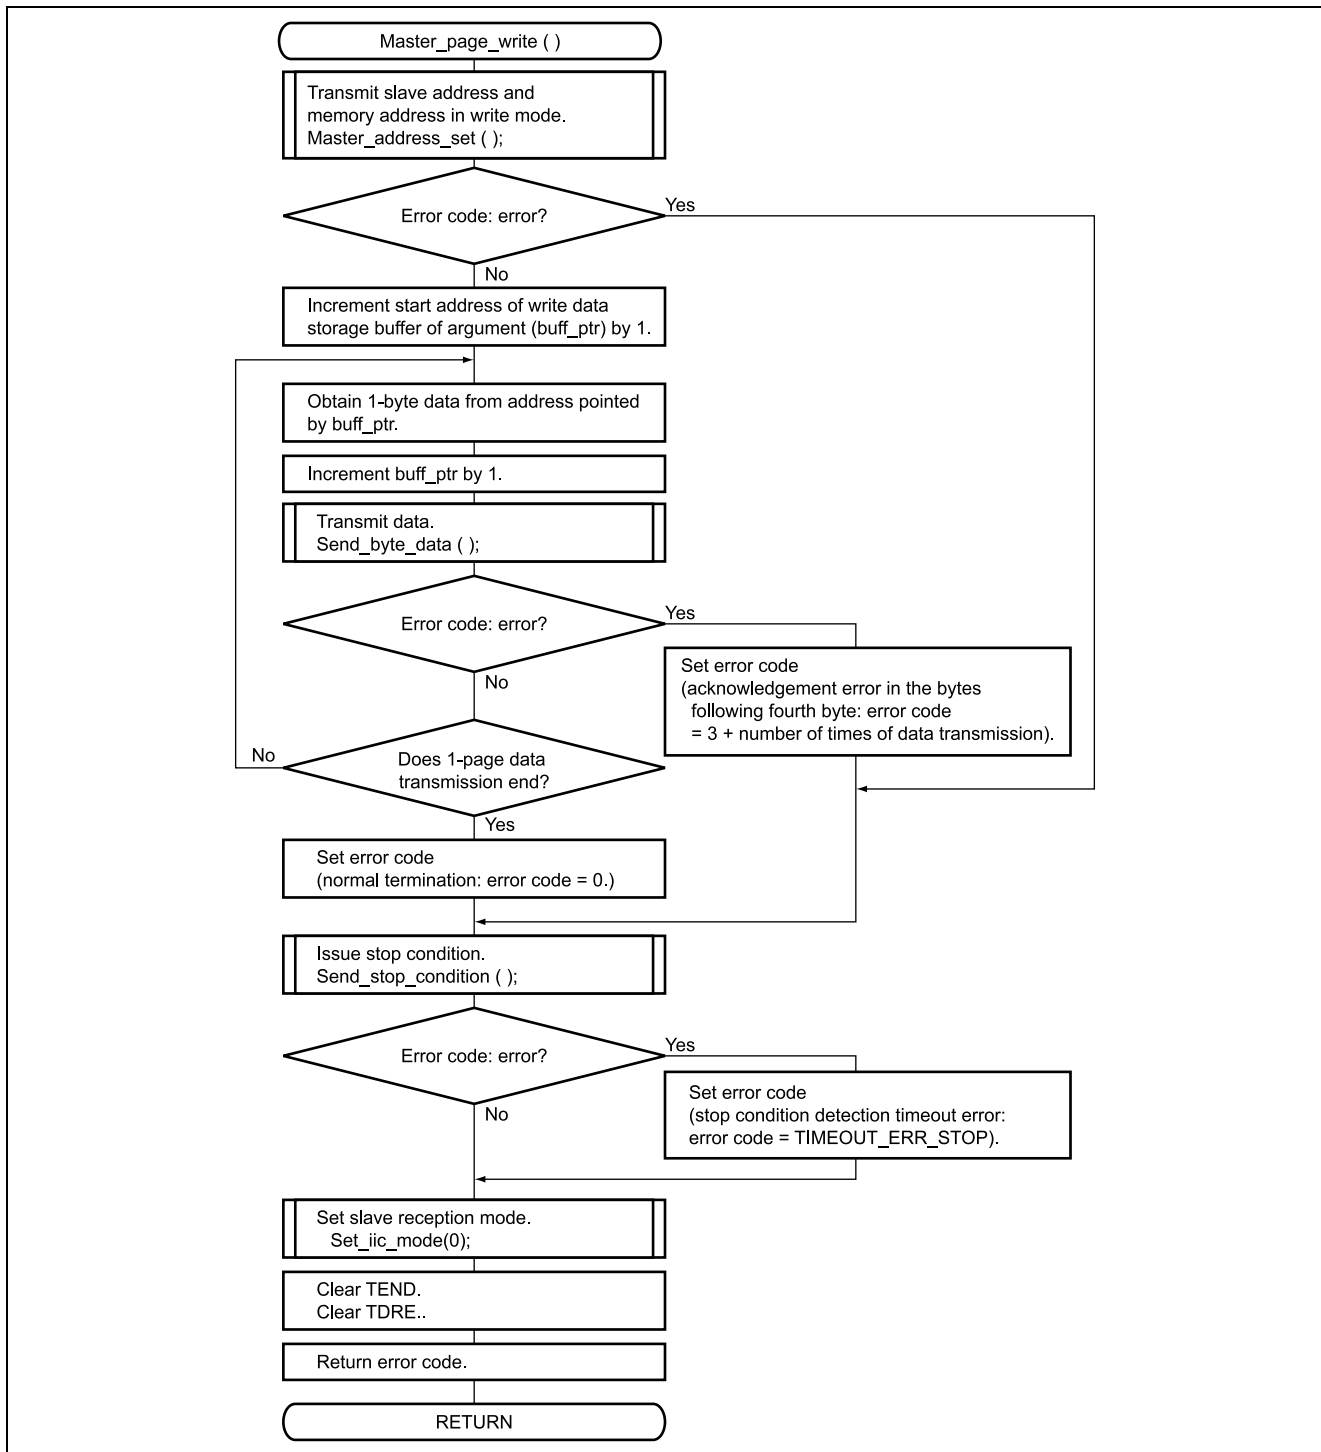 Master_page_write ( )
Transmit slave address and
memory address in write mode.
Master_address_set ( );
Error code: error?
Yes
No
Increment start address of write data
storage buffer of argument (buff_ptr) by 1.
Obtain 1-byte data from address pointed
by buff_ptr.
Increment buff_ptr by 1.
Transmit data.
Send_byte_data ( );
Error code: error?
Yes
No
Set error code
(acknowledgement error in the bytes
following fourth byte: error code
= 3 + number of times of data transmission).
Does 1-page data
transmission end?
No
Yes
Set error code
(normal termination: error code = 0.)
Issue stop condition.
Send_stop_condition ( );
Error code: error?
Yes
No
Set error code
(stop condition detection timeout error:
error code = TIMEOUT_ERR_STOP).
Set slave reception mode.
Set_iic_mode(0);
Clear TEND.
Clear TDRE..
Return error code.
RETURN